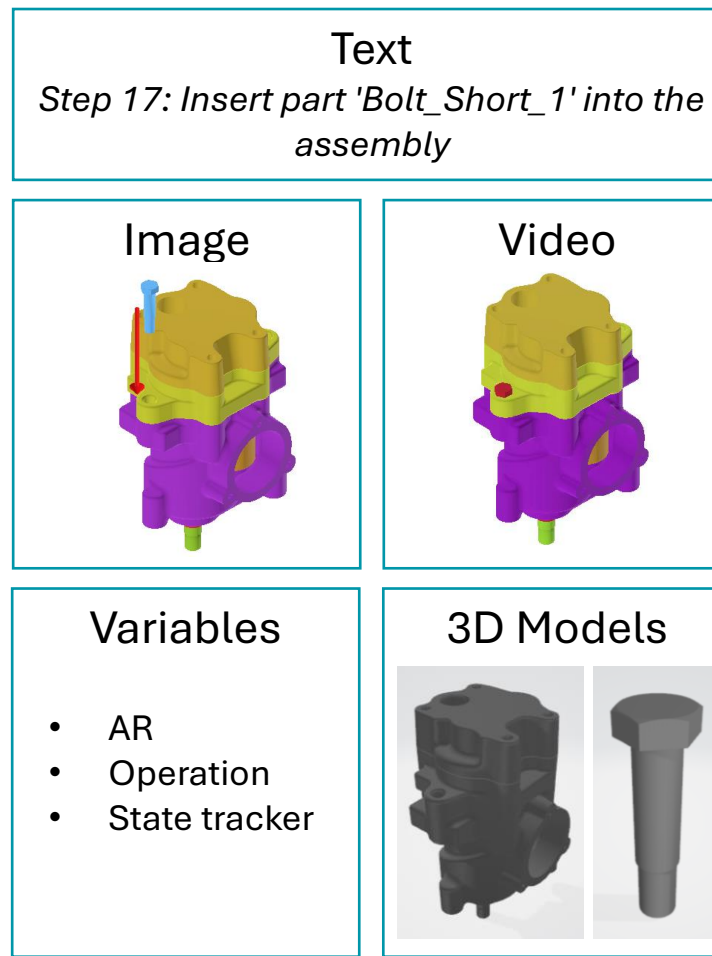 Text
Step 17: Insert part 'Bolt_Short_1' into the
assembly
Image
Video
Variables
• AR
• Operation
• State tracker
3D Models